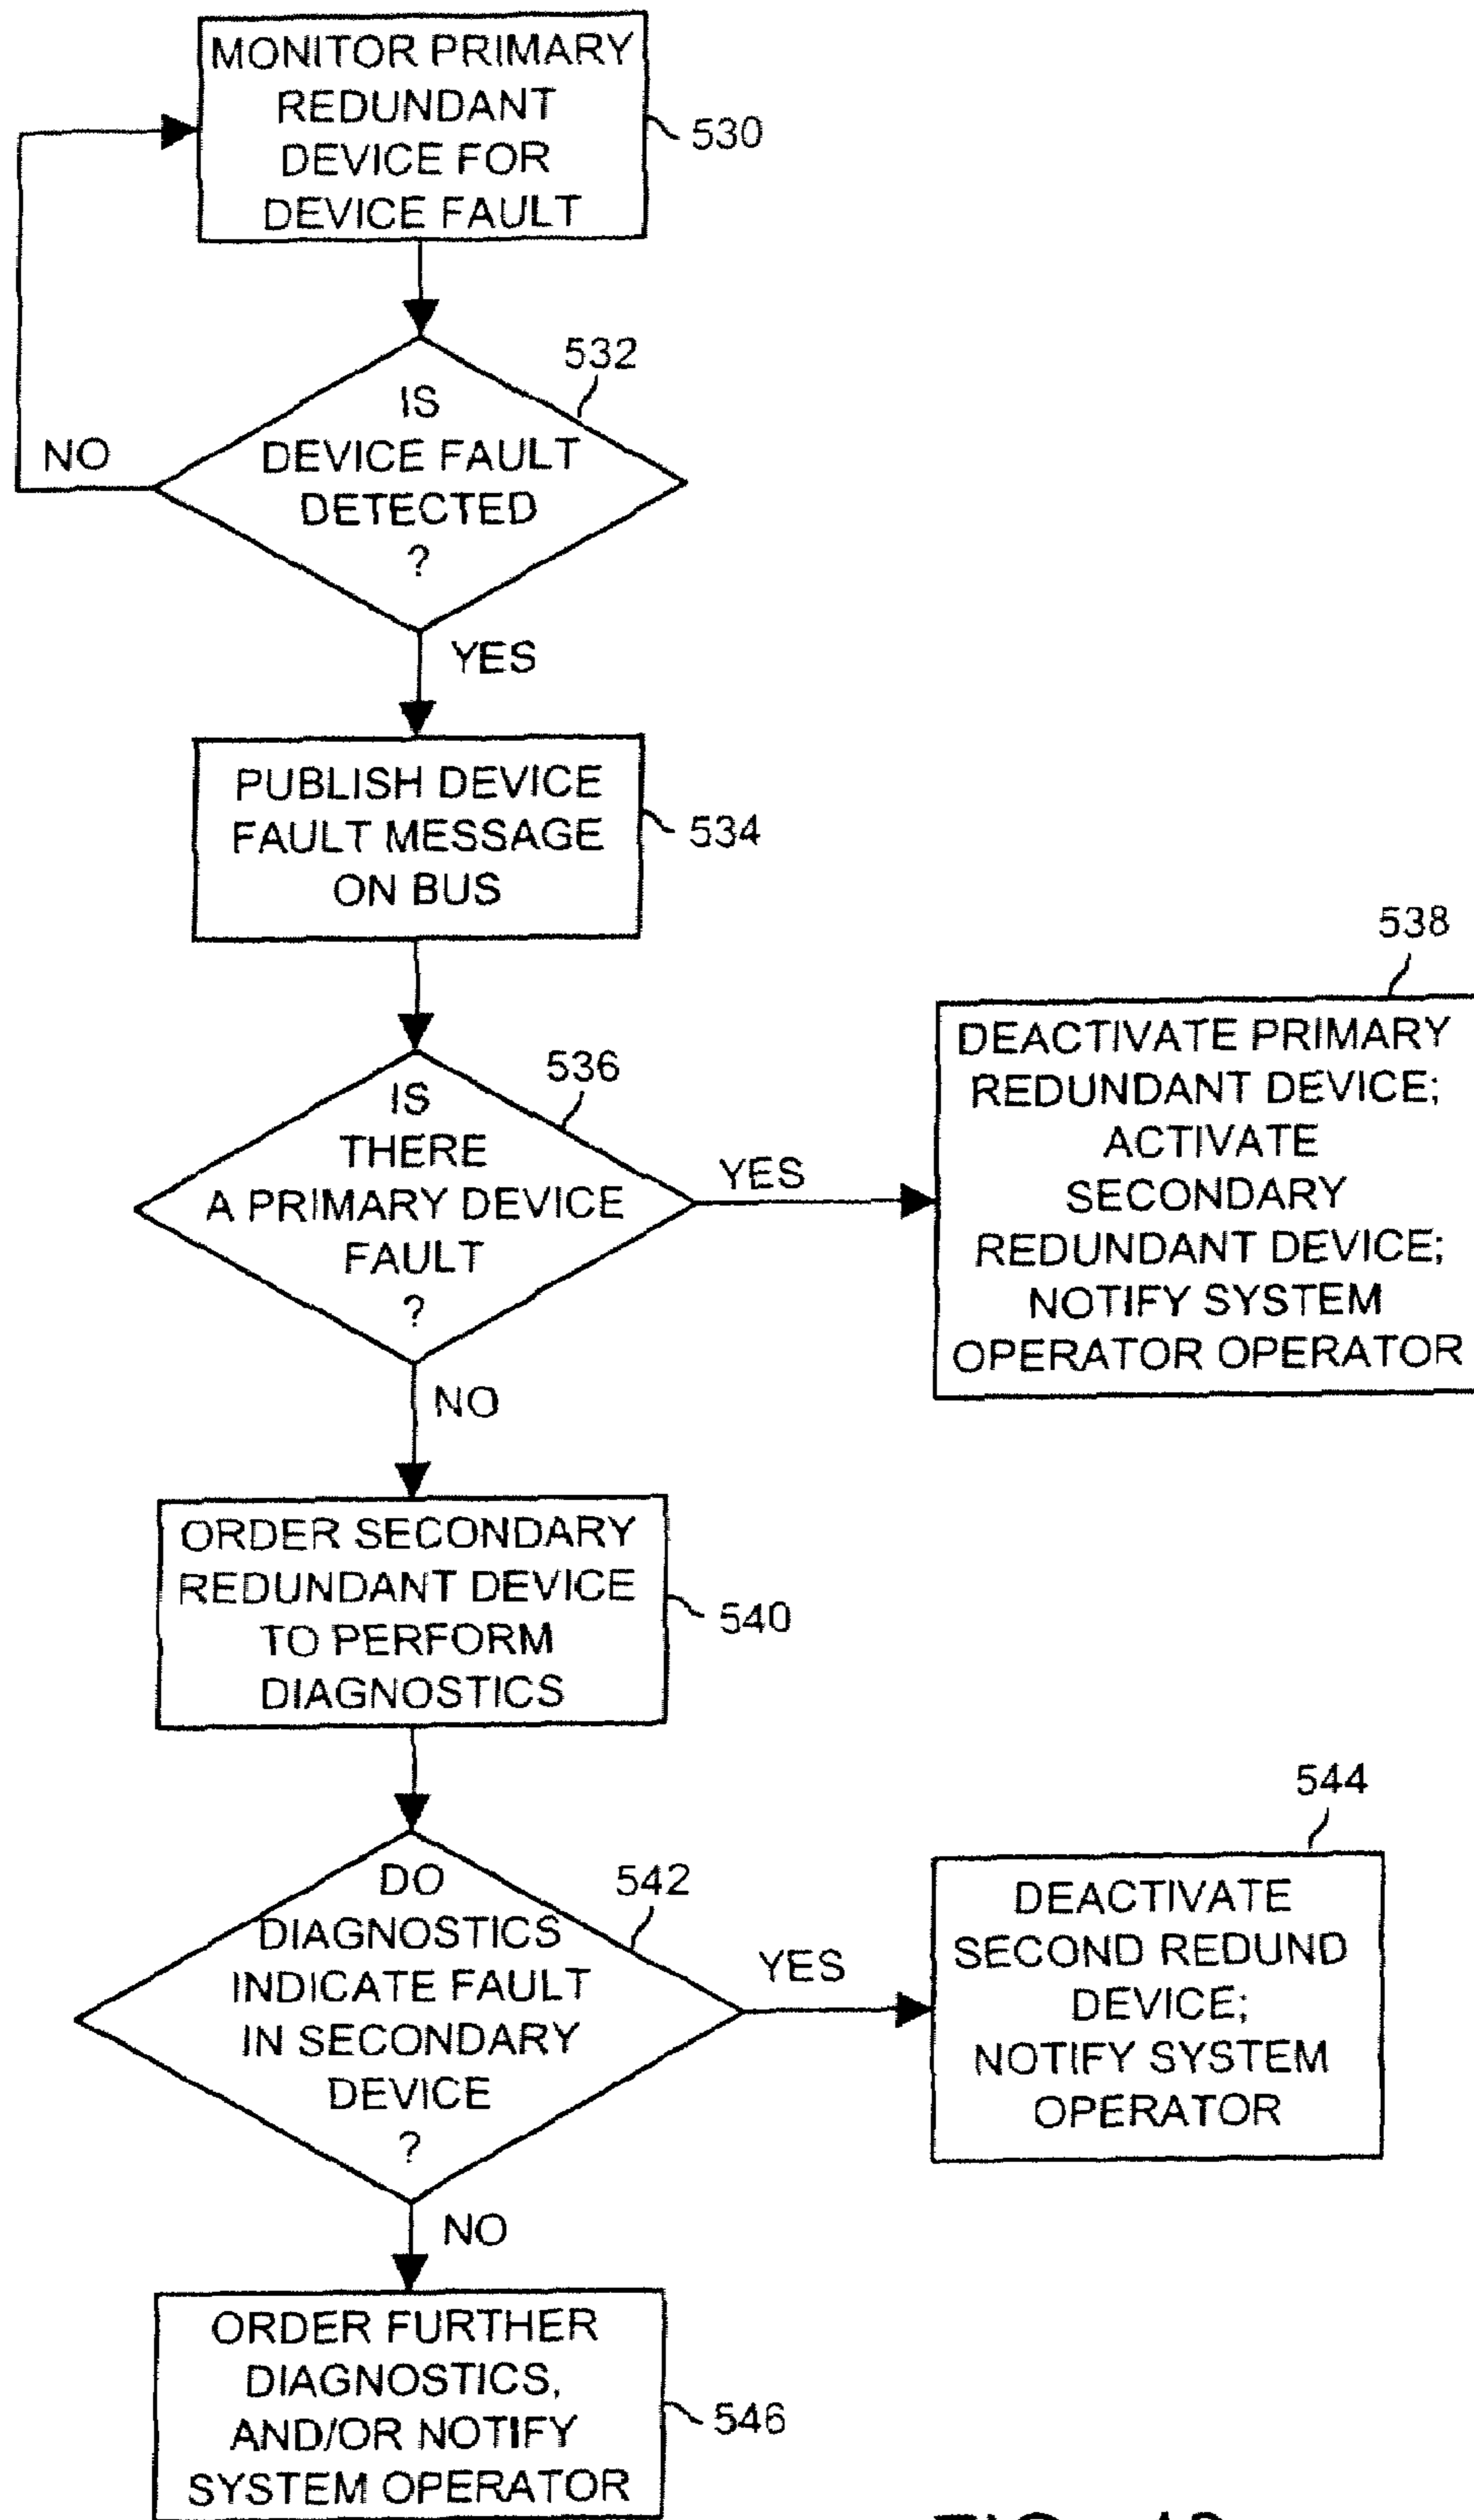 MONITOR PRIMARY
REDUNDANT
DEVICE FOR
DEVICE FAULT
530
532
IS
DEVICE FAULT
DETECTED
?
NO
YES
PUBLISH DEVICE
FAULT MESSAGE
ON BUS
534
536
IS
THERE
A PRIMARY DEVICE
FAULT
?
YES
538
DEACTIVATE PRIMARY
REDUNDANT DEVICE;
ACTIVATE
SECONDARY
REDUNDANT DEVICE;
NOTIFY SYSTEM
OPERATOR OPERATOR
NO
ORDER SECONDARY
REDUNDANT DEVICE
TO PERFORM
DIAGNOSTICS
540
542
DO
DIAGNOSTICS
INDICATE FAULT
IN SECONDARY
DEVICE
?
YES
544
DEACTIVATE
SECOND REDUND
DEVICE;
NOTIFY SYSTEM
OPERATOR
NO
ORDER FURTHER
DIAGNOSTICS,
AND/OR NOTIFY
SYSTEM OPERATOR
546